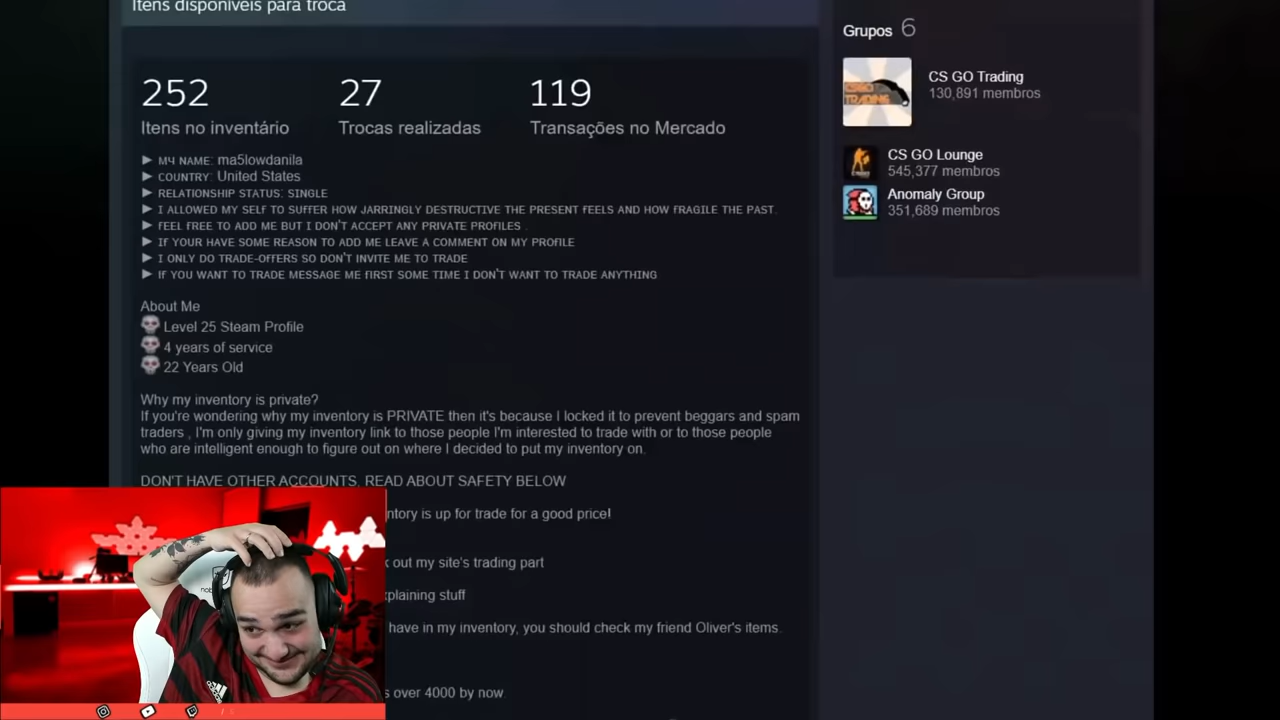 Itens disponíveis para troca
252
27
119
Itens no inventário
Trocas realizadas
Transações no Mercado
► MY NAME: ma5lowdanila
► COUNTRY: United States
► RELATIONSHIP STATUS: SINGLE
► I ALLOWED MY SELF TO SUFFER HOW JARRINGLY DESTRUCTIVE THE PRESENT FEELS AND HOW FRAGILE THE PAST.
► FEEL FREE TO ADD ME BUT I DON'T ACCEPT ANY PRIVATE PROFILES .
► IF YOUR HAVE SOME REASON TO ADD ME LEAVE A COMMENT ON MY PROFILE
► I ONLY DO TRADE-OFFERS SO DON'T INVITE ME TO TRADE
► IF YOU WANT TO TRADE MESSAGE ME FIRST SOME TIME I DON'T WANT TO TRADE ANYTHING
About Me
Level 25 Steam Profile
4 years of service
22 Years Old
Why my inventory is private?
If you're wondering why my inventory is PRIVATE then it's because I locked it to prevent beggars and spam
traders , I'm only giving my inventory link to those people I'm interested to trade with or to those people
who are intelligent enough to figure out on where I decided to put my inventory on.
DON'T HAVE OTHER ACCOUNTS, READ ABOUT SAFETY BELOW
is up for trade for a good price!
out my site's trading part
stuff
have in my inventory, you should check my friend Oliver's items.
over 4000 by now
Grupos 6
CS GO Trading
130,891 membros
CSGO
TRADING
CS GO Lounge
545,377 membros
Anomaly Group
351,689 membros